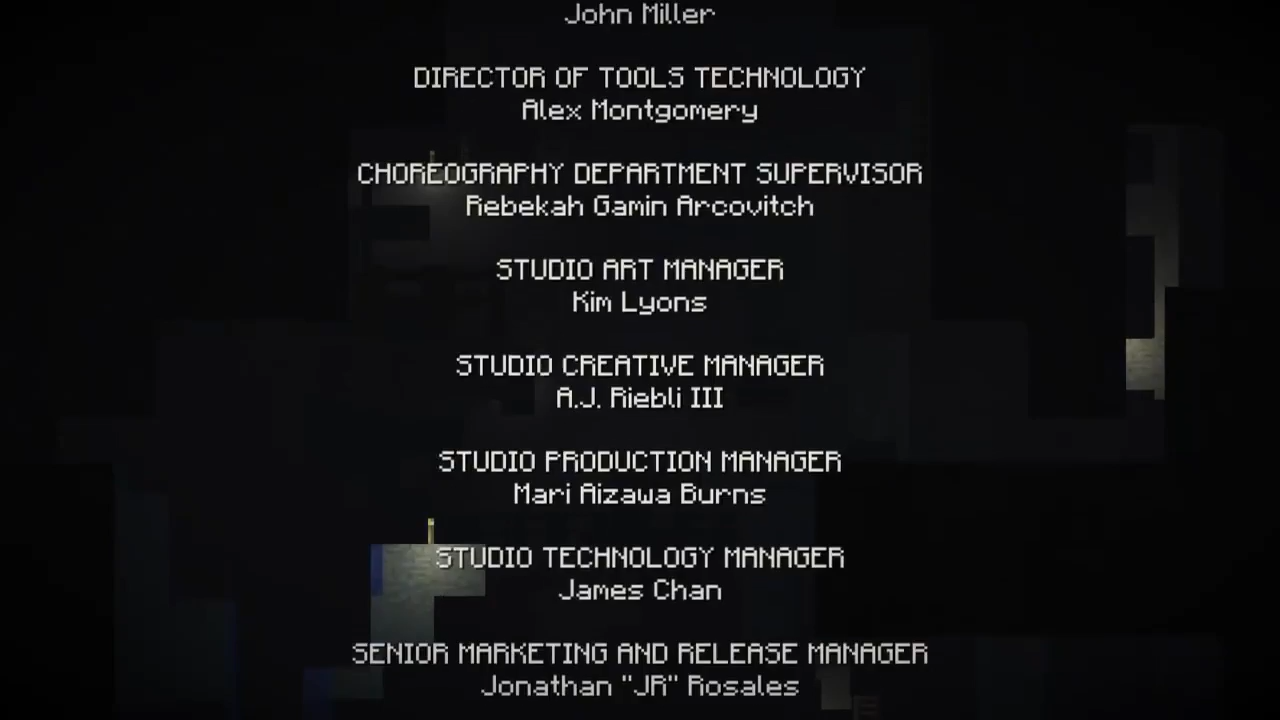 John Miller
DIRECTOR OF TOOLS TECHNOLOGY
Alex Montgomery
CHOREOGRAPHY DEPARTMENT SUPERVISOR
Rebekah Gamin Arcovitch
STUDIO ART MANAGER
Kim Lyons
STUDIO CREATIVE MANAGER
A.J. Riebli III
STUDIO PRODUCTION MANAGER
Mari Aizawa Burns
STUDIO TECHNOLOGY MANAGER
James Chan
SENIOR MARKETING AND RELEASE MANAGER
Jonathan "JR" Rosales